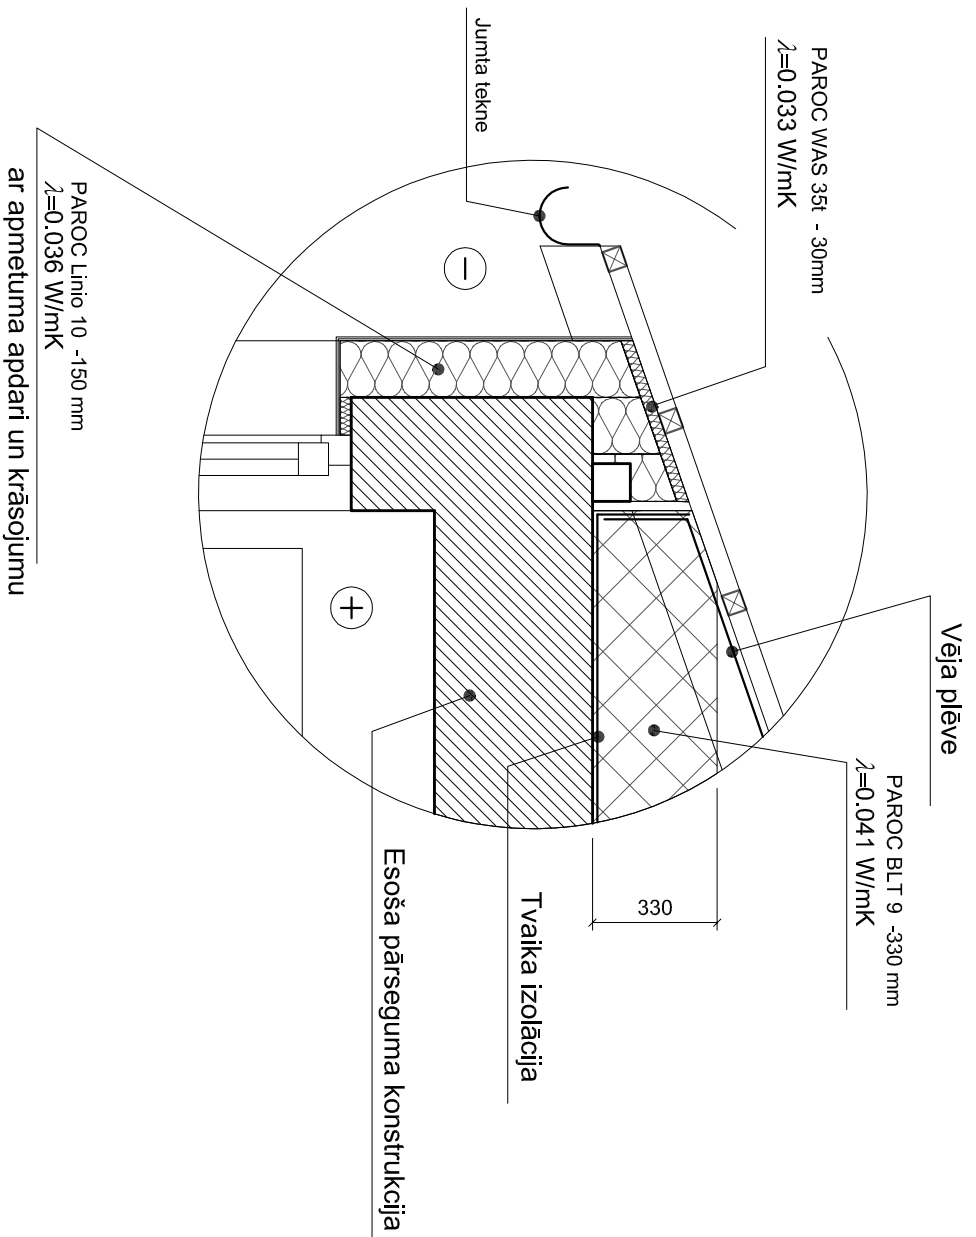 Jumta tekne
PAROC WAS 35t - 30mm
λ=0.033 W/mK
PAROC Linio 10 -150 mm
λ=0.036 W/mK
ar apmetuma apdari un krāsojumu
Vēja plēve
PAROC BLT 9 -330 mm
λ=0.041 W/mK
330
Tvaika izolācija
Esoša pārseguma konstrukcija